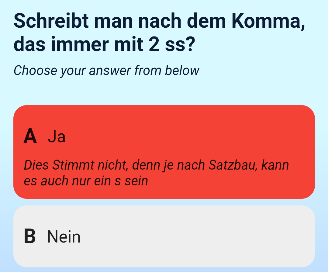 Schreibt man nach dem Komma,
das immer mit 2 ss?
Choose your answer from below
A Ja
Dies Stimmt nicht, denn je nach Satzbau, kann
es auch nur ein s sein
B Nein